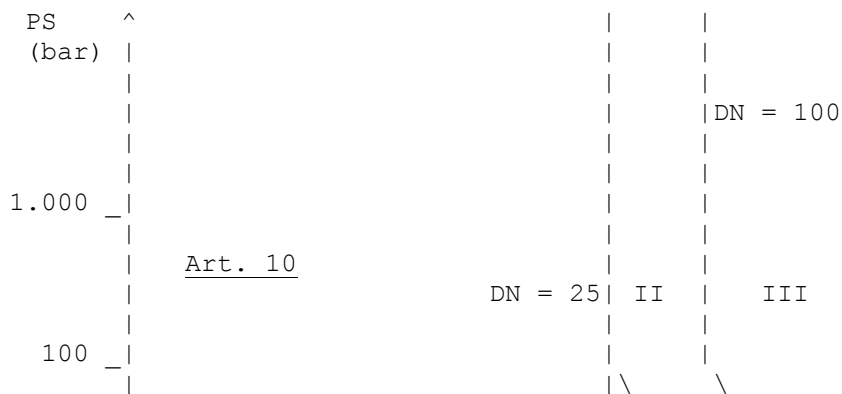 PS
(bar)
DN = 100
1.000
Art. 10
DN = 25 II III
100